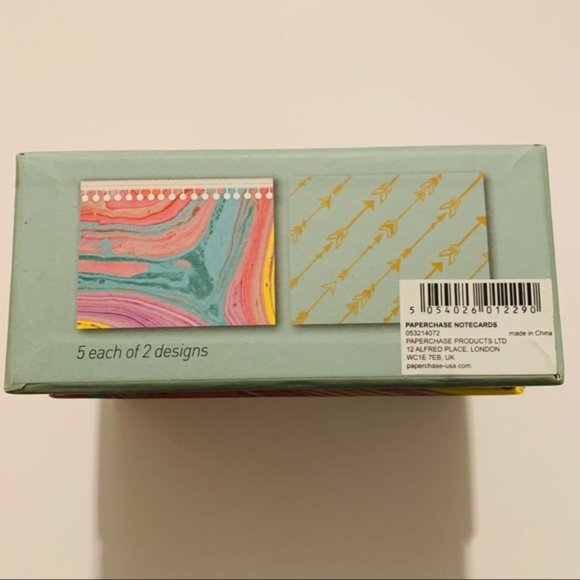 5 each of 2 designs
5 054026 012290
PAPERCHASE NOTECARDS
053214072 made in China
PAPERCHASE PRODUCTS LTD
12 ALFRED PLACE, LONDON
WC1E 7EB, UK
paperchase-usa.com